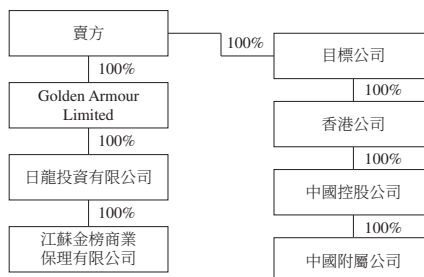 賣方
100%
目標公司
100%
100%
Golden Armour
Limited
香港公司
100%
100%
日龍投資有限公司
中國控股公司
100%
100%
江蘇金榜商業
保理有限公司
中國附屬公司